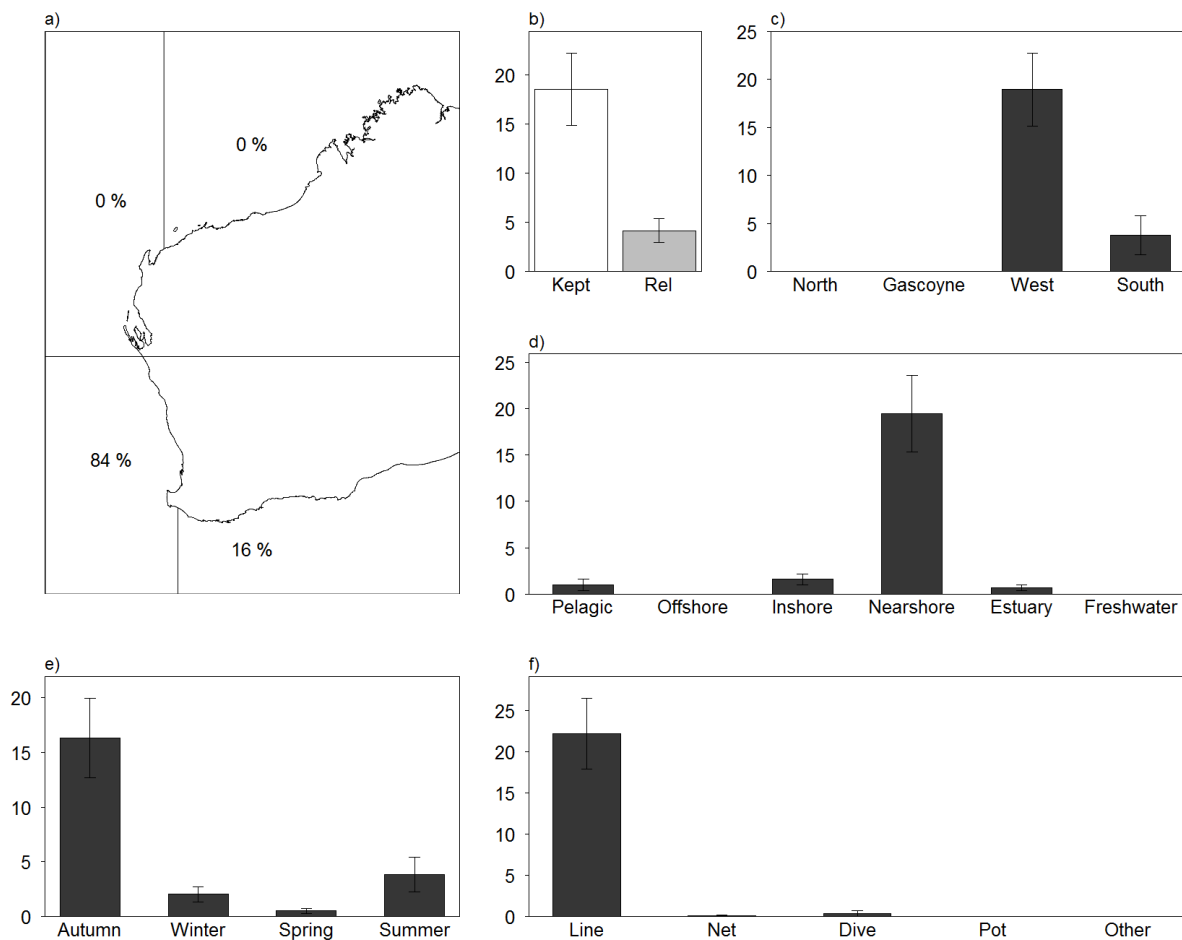 a)
0 %
0 %
84 %
16 %
b)
20
15
10
5
0
Kept Rel
c)
25
20
15
10
5
0
North Gascoyne West South
d)
25
20
15
10
5
0
Pelagic Offshore Inshore Nearshore Estuary Freshwater
e)
20
15
10
5
0
Autumn Winter Spring Summer
f)
25
20
15
10
5
0
Line Net Dive Pot Other